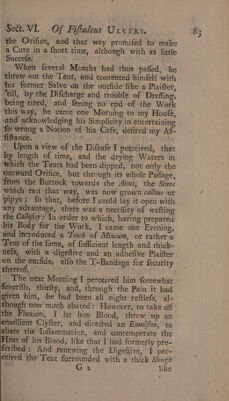 Sect. VI. Of Fistulous ULCERS. 83
the Orifice, and that way promised to make
a Cure in a short time, although with as little
Success.
When several Months had thus passed, he
threw out the Tent, and contented himself with
his former Salve on the outside like a Plaister,
'till, by the Discharge and trouble of Dressing,
being tired, and seeing no end of the Work
this way, he came one Morning to my House,
and acknowledging his Simplicity in entertaining
so wrong a Notion of his Case, desired my As-
sistance.
Upon a view of the Disease I perceived, that
by length of time, and the drying Waters in
which the Tents had been dipped, not only the
outward Orifice, but through its whole Passage,
from the Buttock towards the Anus, the Sinus
which ran that way, was now grown callous or
pipye: so that, before I could lay it open with
any advantage, there was a necessity of wasting
the Callosity: In order to which, having prepared
his Body for the Work, I came one Evening,
and introduced a Troch of Minium, or rather a
Tent of the same, of sufficient length and thick-
ness, with a digestive and an adhesive Plaister
on the outside, also the T-Bandage for security
thereof.
The next Morning I perceived him somewhat
feverish, thirsty, and, through the Pain it had
given him, he had been all night restless, al-
though now much abated: However, to take off
the Fluxion, I let him Blood, threw up an
emollient Clyster, and directed an Emulsion, to
abate the Inflammation, and contemperate the
Heat of his Blood, like that I had formerly pre-
scribed: And renewing the Digestive, I per-
ceived the Tent surrounded with a thick Slough
G 2 like